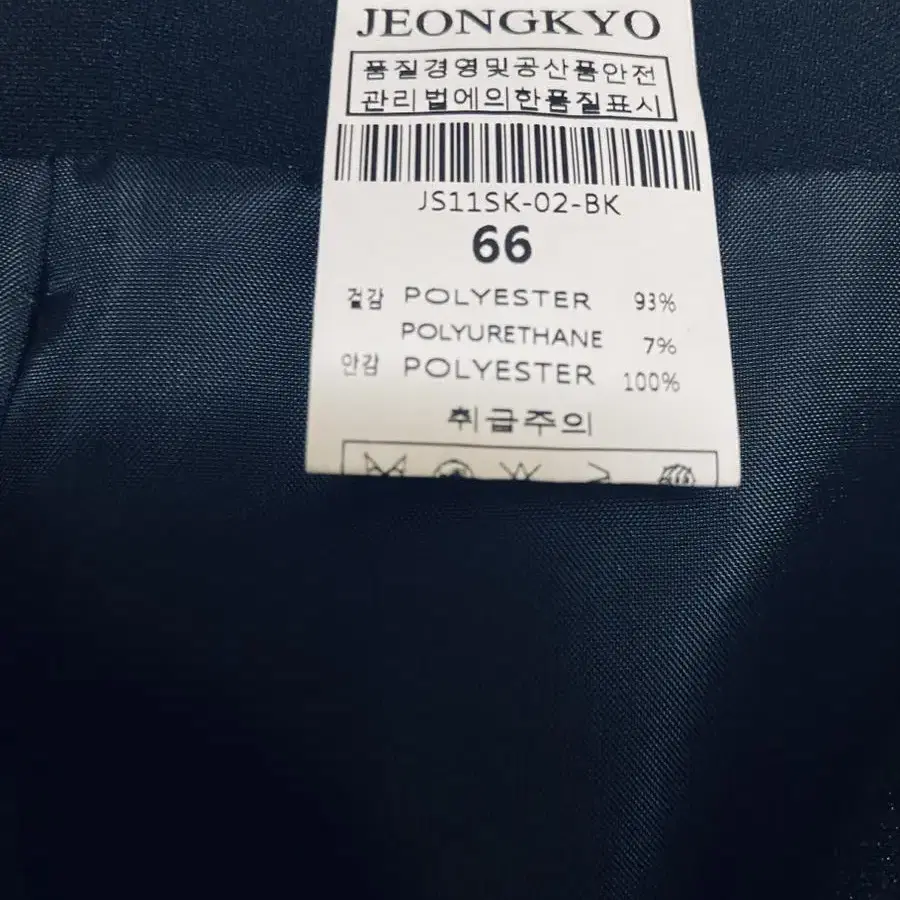 JEONGKYO
품질경영및공산품안전
관리법에의한품질표시
JS11SK-02-BK
66
겉감 POLYESTER 93%
POLYURETHANE 7%
안감 POLYESTER 100%
취급주의